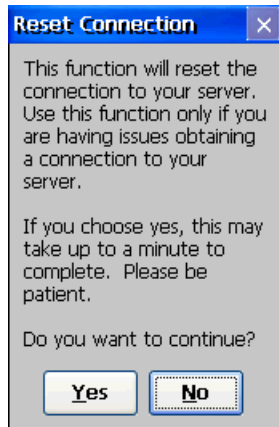 Reset Connection
This function will reset the
connection to your server.
Use this function only if you
are having issues obtaining
a connection to your
server.
If you choose yes, this may
take up to a minute to
complete.  Please be
patient.
Do you want to continue?
Yes
No